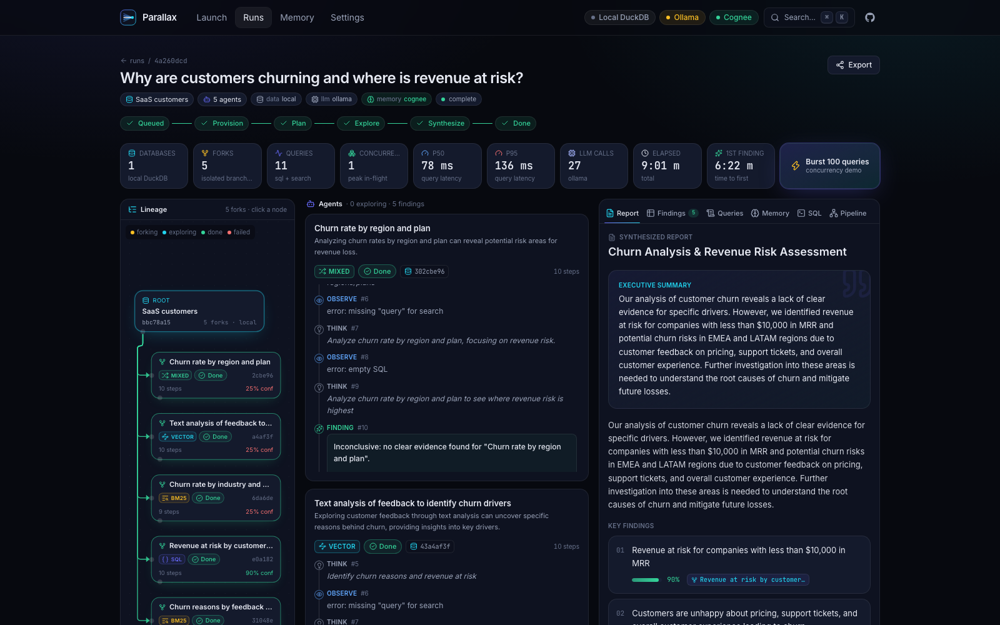 Parallax
Launch
Runs
Memory
Settings
Local DuckDB
Ollama
Cognee
Search...
⌘
K
← runs / 4a260dcd
Why are customers churning and where is revenue at risk?
Export
SaaS customers
5 agents
data local
llm ollama
memory cognee
complete
Queued
Provision
Plan
Explore
Synthesize
Done
DATABASES
1
local DuckDB
FORKS
5
isolated branch...
QUERIES
11
sql + search
CONCURRE...
1
peak in-flight
P50
78 ms
query latency
P95
136 ms
query latency
LLM CALLS
27
ollama
ELAPSED
9:01 m
total
1ST FINDING
6:22 m
time to first
Burst 100 queries
concurrency demo
Lineage
5 forks · click a node
forking
exploring
done
failed
ROOT
SaaS customers
bbc78a15
5 forks · local
Churn rate by region and plan
MIXED
Done
2cbe96
10 steps
25% conf
Text analysis of feedback to...
VECTOR
Done
a4af3f
10 steps
25% conf
Churn rate by industry and ...
BM25
Done
6da6de
9 steps
25% conf
Revenue at risk by customer...
SQL
Done
e0a182
10 steps
90% conf
Churn reasons by feedback ...
BM25
Done
31048e
Agents · 0 exploring · 5 findings
Churn rate by region and plan
Analyzing churn rates by region and plan can reveal potential risk areas for
revenue loss.
MIXED
Done
302cbe96
10 steps
regions/plans
OBSERVE #6
error: missing "query" for search
THINK #7
Analyze churn rate by region and plan, focusing on revenue risk.
OBSERVE #8
error: empty SQL
THINK #9
Analyze churn rate by region and plan to see where revenue risk is
highest
FINDING #10
Inconclusive: no clear evidence found for "Churn rate by region
and plan".
Text analysis of feedback to identify churn drivers
Exploring customer feedback through text analysis can uncover specific
reasons behind churn, providing insights into key drivers.
VECTOR
Done
43a4af3f
10 steps
THINK #5
Identify churn reasons and revenue at risk
OBSERVE #6
error: missing "query" for search
THINK #7
Report
Findings 5
Queries
Memory
SQL
Pipeline
SYNTHESIZED REPORT
Churn Analysis & Revenue Risk Assessment
EXECUTIVE SUMMARY
Our analysis of customer churn reveals a lack of clear
evidence for specific drivers. However, we identified revenue
at risk for companies with less than $10,000 in MRR and
potential churn risks in EMEA and LATAM regions due to
customer feedback on pricing, support tickets, and overall
customer experience. Further investigation into these areas is
needed to understand the root causes of churn and mitigate
future losses.
Our analysis of customer churn reveals a lack of clear evidence for
specific drivers. However, we identified revenue at risk for
companies with less than $10,000 in MRR and potential churn risks
in EMEA and LATAM regions due to customer feedback on pricing,
support tickets, and overall customer experience. Further
investigation into these areas is needed to understand the root
causes of churn and mitigate future losses.
KEY FINDINGS
01
Revenue at risk for companies with less than $10,000 in
MRR
90%
Revenue at risk by customer…
02
Customers are unhappy about pricing, support tickets, and
overall customer experience leading to churn